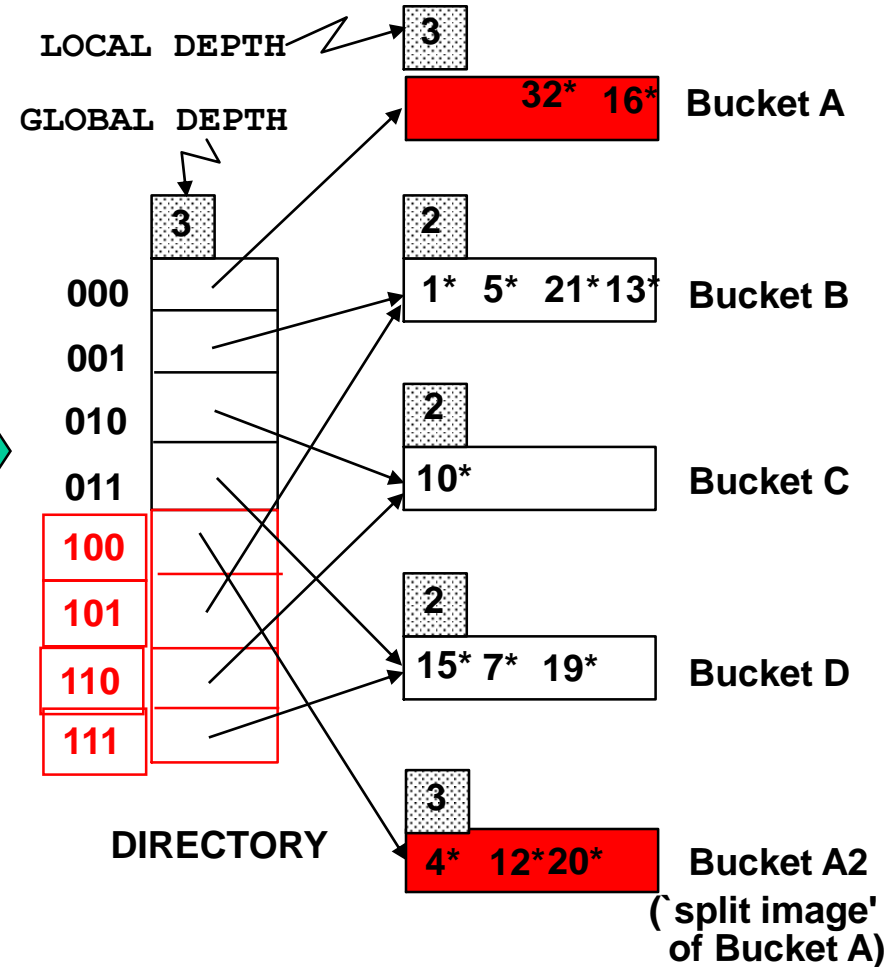 LOCAL DEPTH
3
32* 16*
Bucket A
GLOBAL DEPTH
3
2
000
1* 5* 21* 13*
Bucket B
001
2
010
10*
Bucket C
011
100
2
101
15* 7* 19*
Bucket D
110
111
3
DIRECTORY
4* 12* 20*
Bucket A2
(`split image'
of Bucket A)